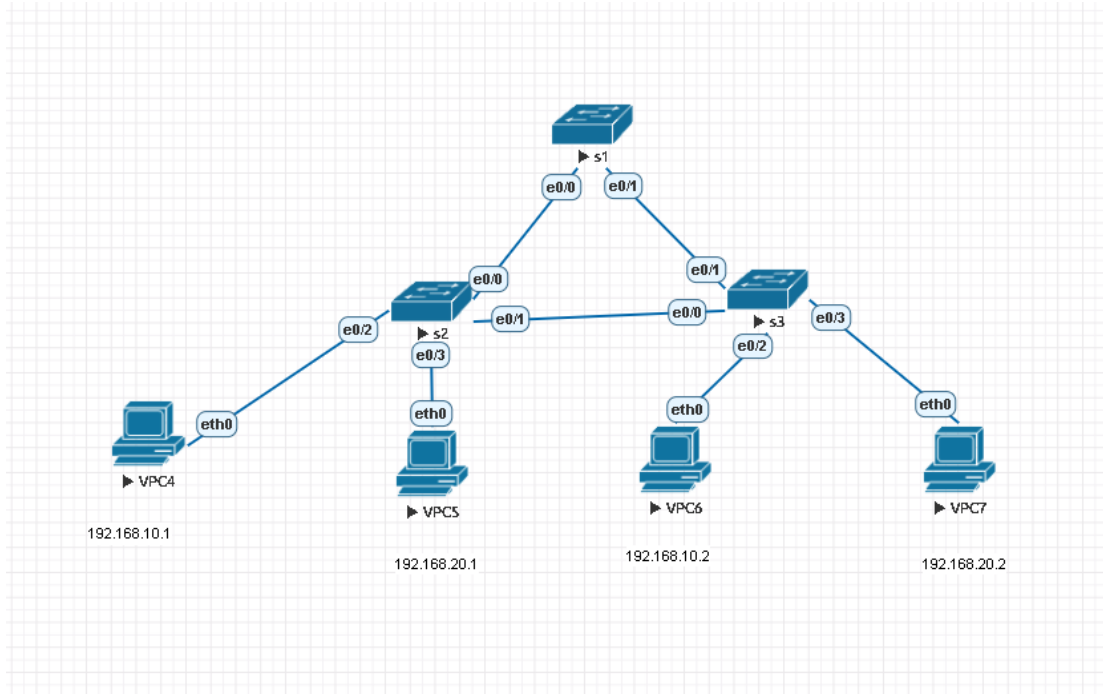 s1
e0/0
e0/1
e0/0
e0/1
e0/1
e0/0
e0/2
s2
s3
e0/3
e0/3
e0/2
eth0
eth0
eth0
eth0
VPC4
VPC5
VPC6
VPC7
192.168.10.1
192.168.20.1
192.168.10.2
192.168.20.2